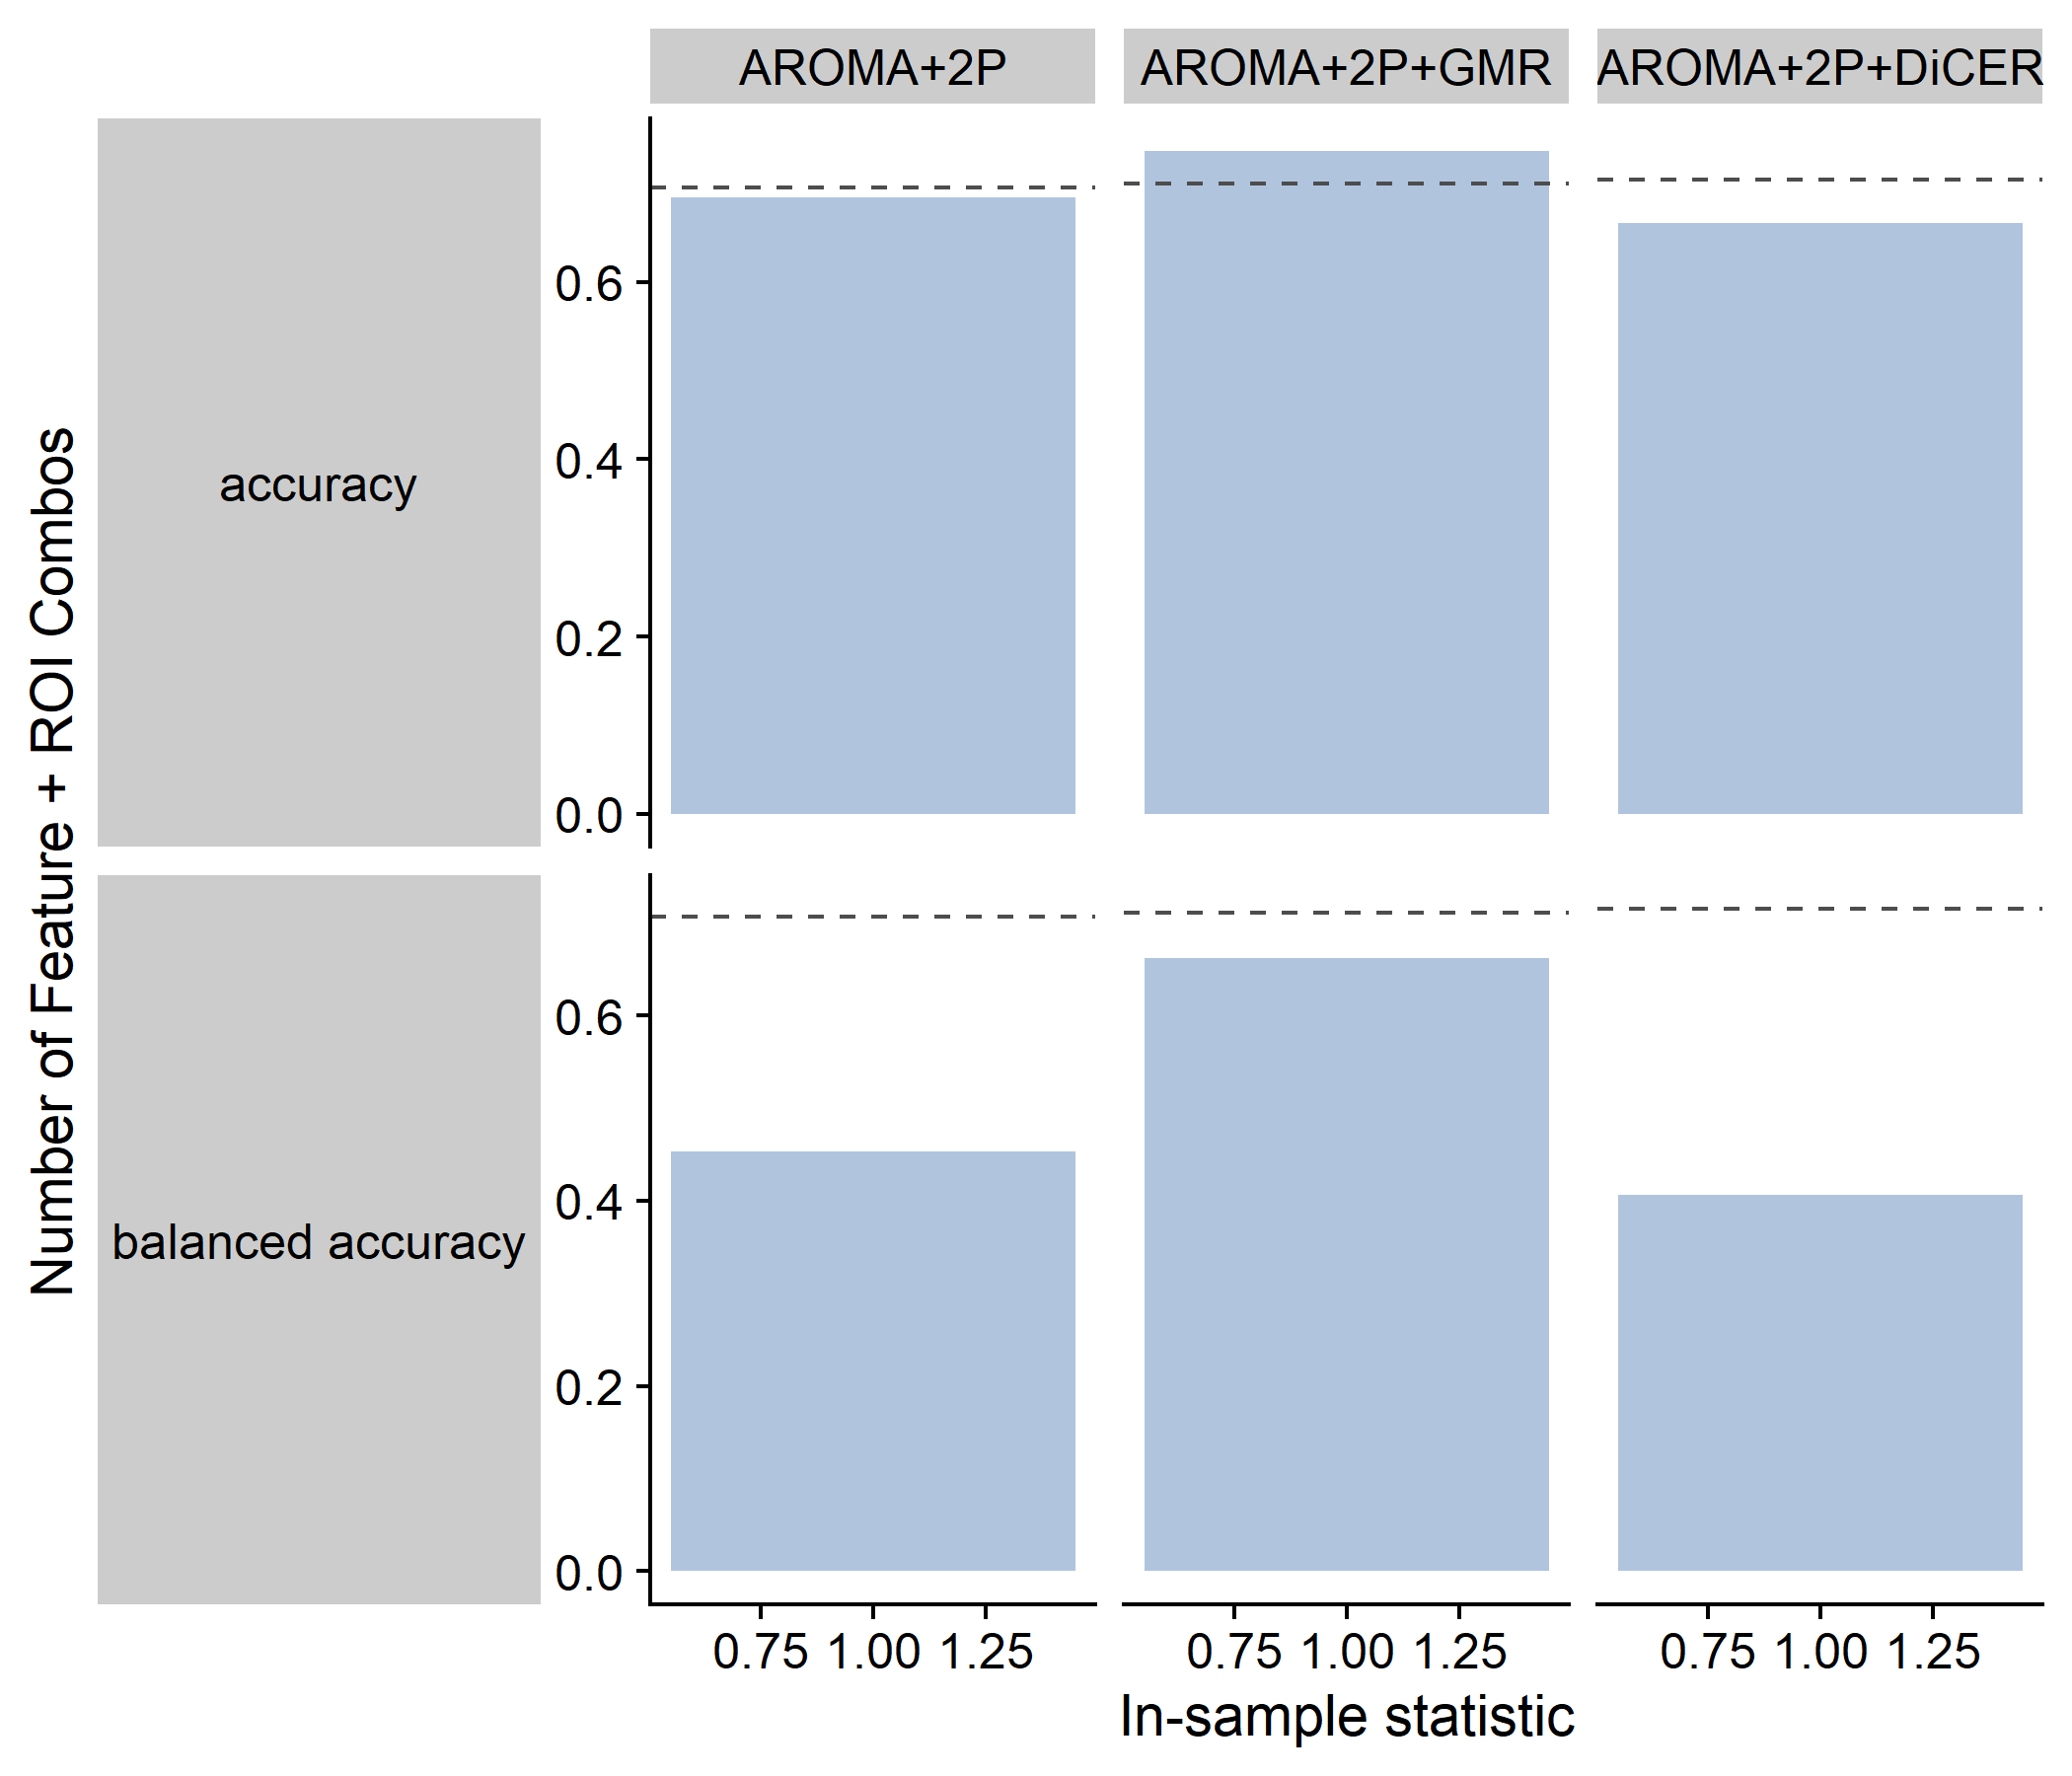 AROMA+2P
AROMA+2P+GMR
AROMA+2P+DiCER
Number of Feature + ROI Combos
accuracy
0.6
0.4
0.2
0.0
balanced accuracy
0.6
0.4
0.2
0.0
0.75 1.00 1.25
0.75 1.00 1.25
0.75 1.00 1.25
In-sample statistic